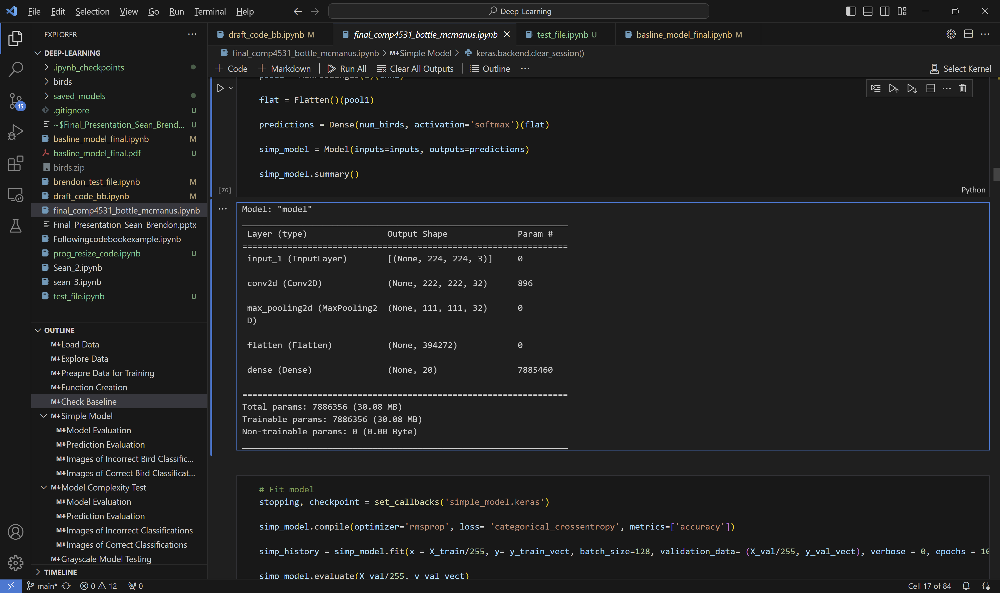 File Edit Selection View Go Run Terminal Help
Deep-Learning
EXPLORER
DEEP-LEARNING
.ipynb_checkpoints
birds
saved_models
.gitignore U
~$Final_Presentation_Sean_Brend... U
basline_model_final.ipynb M
basline_model_final.pdf U
birds.zip
brendon_test_file.ipynb M
draft_code_bb.ipynb M
final_comp4531_bottle_mcmanus.ipynb
Final_Presentation_Sean_Brendon.pptx
Followingcodebookexample.ipynb
prog_resize_code.ipynb U
Sean_2.ipynb
sean_3.ipynb
test_file.ipynb U
15
OUTLINE
M↓Load Data
M↓Explore Data
M↓Preapre Data for Training
M↓Function Creation
M↓Check Baseline
M↓Simple Model
M↓Model Evaluation
M↓Prediction Evaluation
M↓Images of Incorrect Bird Classific...
M↓Images of Correct Bird Classificat...
M↓Model Complexity Test
M↓Model Evaluation
M↓Prediction Evaluation
M↓Images of Incorrect Classifications
M↓Images of Correct Classifications
M↓Grayscale Model Testing
TIMELINE
draft_code_bb.ipynb M final_comp4531_bottle_mcmanus.ipynb test_file.ipynb U basline_model_final.ipynb M
final_comp4531_bottle_mcmanus.ipynb > M↓Simple Model > keras.backend.clear_session()
+ Code + Markdown | Run All Clear All Outputs | Outline ... Select Kernel
pool1 = MaxPooling2D(2)(cnn1)
flat = Flatten()(pool1)
predictions = Dense(num_birds, activation='softmax')(flat)
simp_model = Model(inputs=inputs, outputs=predictions)
simp_model.summary()
[76]
Python
Model: "model"
Layer (type) Output Shape Param #
=================================================================
input_1 (InputLayer) [(None, 224, 224, 3)] 0
conv2d (Conv2D) (None, 222, 222, 32) 896
max_pooling2d (MaxPooling2 (None, 111, 111, 32) 0
D)
flatten (Flatten) (None, 394272) 0
dense (Dense) (None, 20) 7885460
=================================================================
Total params: 7886356 (30.08 MB)
Trainable params: 7886356 (30.08 MB)
Non-trainable params: 0 (0.00 Byte)
# Fit model
stopping, checkpoint = set_callbacks('simple_model.keras')
simp_model.compile(optimizer='rmsprop', loss= 'categorical_crossentropy', metrics=['accuracy'])
simp_history = simp_model.fit(x = X_train/255, y= y_train_vect, batch_size=128, validation_data= (X_val/255, y_val_vect), verbose = 0, epochs = 10
simp_model.evaluate(X_val/255, y_val_vect)
main* 0 12 0
Cell 17 of 84